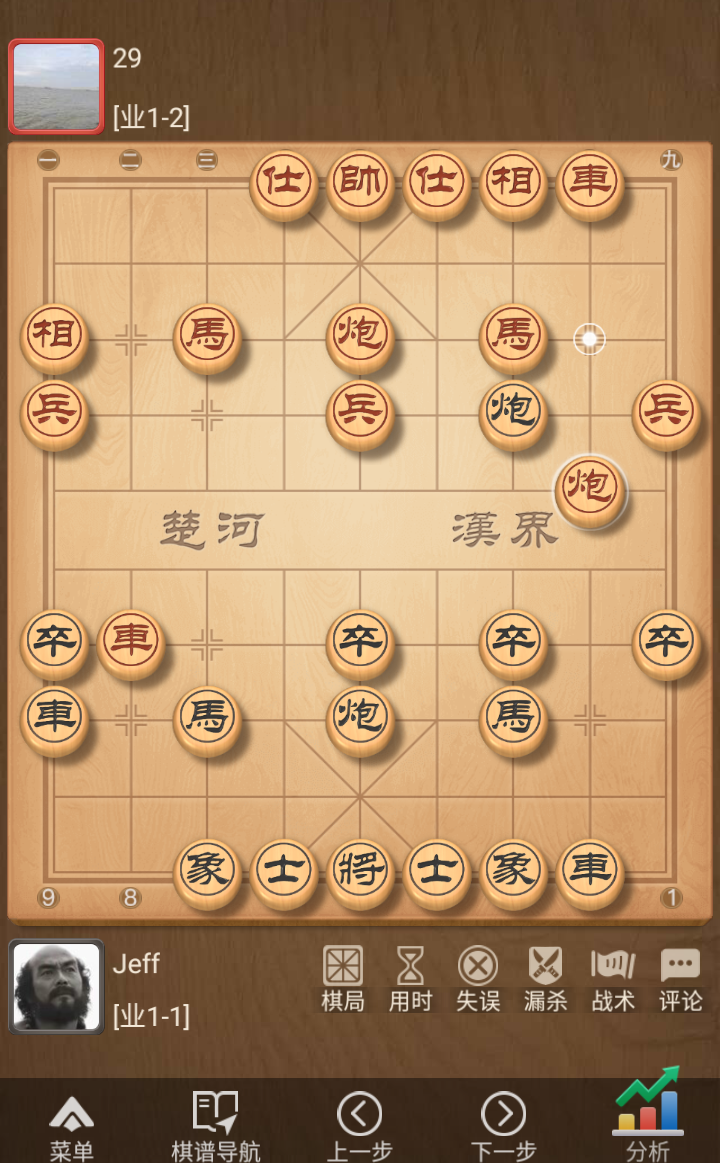 29
[业1-2]
一 二 三 九
仕 帥 仕 相 車
相 馬 炮 馬
兵 兵 炮 兵
炮
楚河 漢界
卒 車 卒 卒 卒
車 馬 炮 馬
象 士 將 士 象 車
9 8 1
Jeff
[业1-1]
棋局 用时 失误 漏杀 战术 评论
菜单 棋谱导航 上一步 下一步 分析